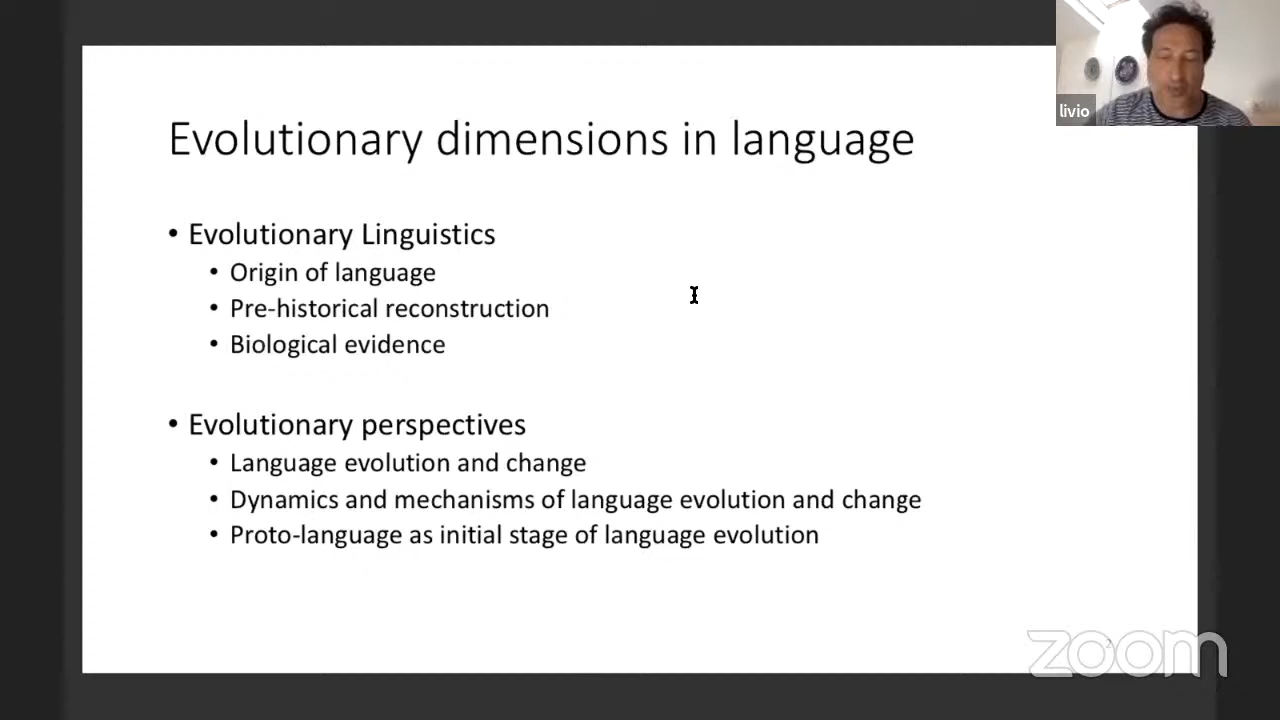 livio
Evolutionary dimensions in language
• Evolutionary Linguistics
• Origin of language
• Pre-historical reconstruction
• Biological evidence
• Evolutionary perspectives
• Language evolution and change
• Dynamics and mechanisms of language evolution and change
• Proto-language as initial stage of language evolution
2
zoom